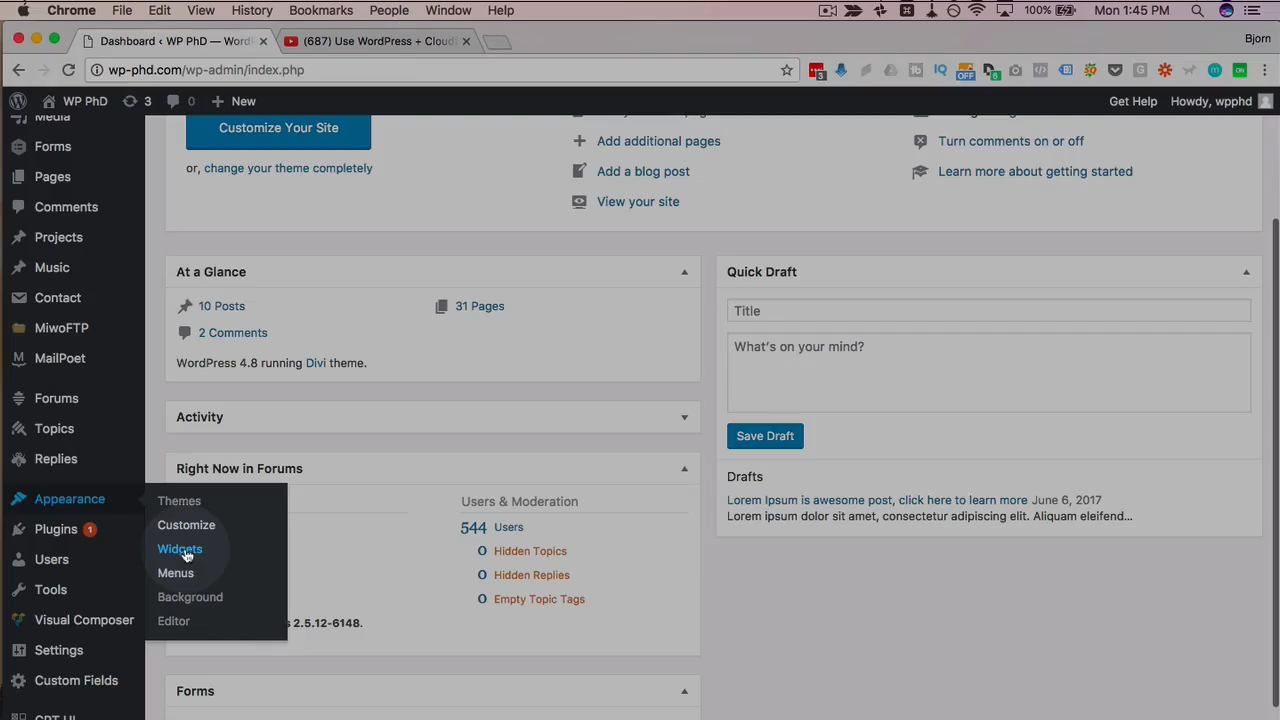 Chrome File Edit View History Bookmarks People Window Help 100% Mon 1:45 PM
Dashboard ‹ WP PhD — WordP (687) Use WordPress + Cloudf Bjorn
wp-phd.com/wp-admin/index.php
WP PhD 3 0 New Get Help Howdy, wpphd
Media
Forms
Pages
Comments
Projects
Music
Contact
MiwoFTP
MailPoet
Forums
Topics
Replies
Appearance
Plugins 1
Users
Tools
Visual Composer
Settings
Custom Fields
CPT UI
Themes
Customize
Widgets
Menus
Background
Editor
Customize Your Site
or, change your theme completely
Add additional pages
Add a blog post
View your site
Turn comments on or off
Learn more about getting started
At a Glance
10 Posts 31 Pages
2 Comments
WordPress 4.8 running Divi theme.
Activity
Right Now in Forums
Users & Moderation
544 Users
0 Hidden Topics
0 Hidden Replies
0 Empty Topic Tags
2.5.12-6148.
Forms
Quick Draft
Title
What's on your mind?
Save Draft
Drafts
Lorem Ipsum is awesome post, click here to learn more June 6, 2017
Lorem ipsum dolor sit amet, consectetur adipiscing elit. Aliquam eleifend…